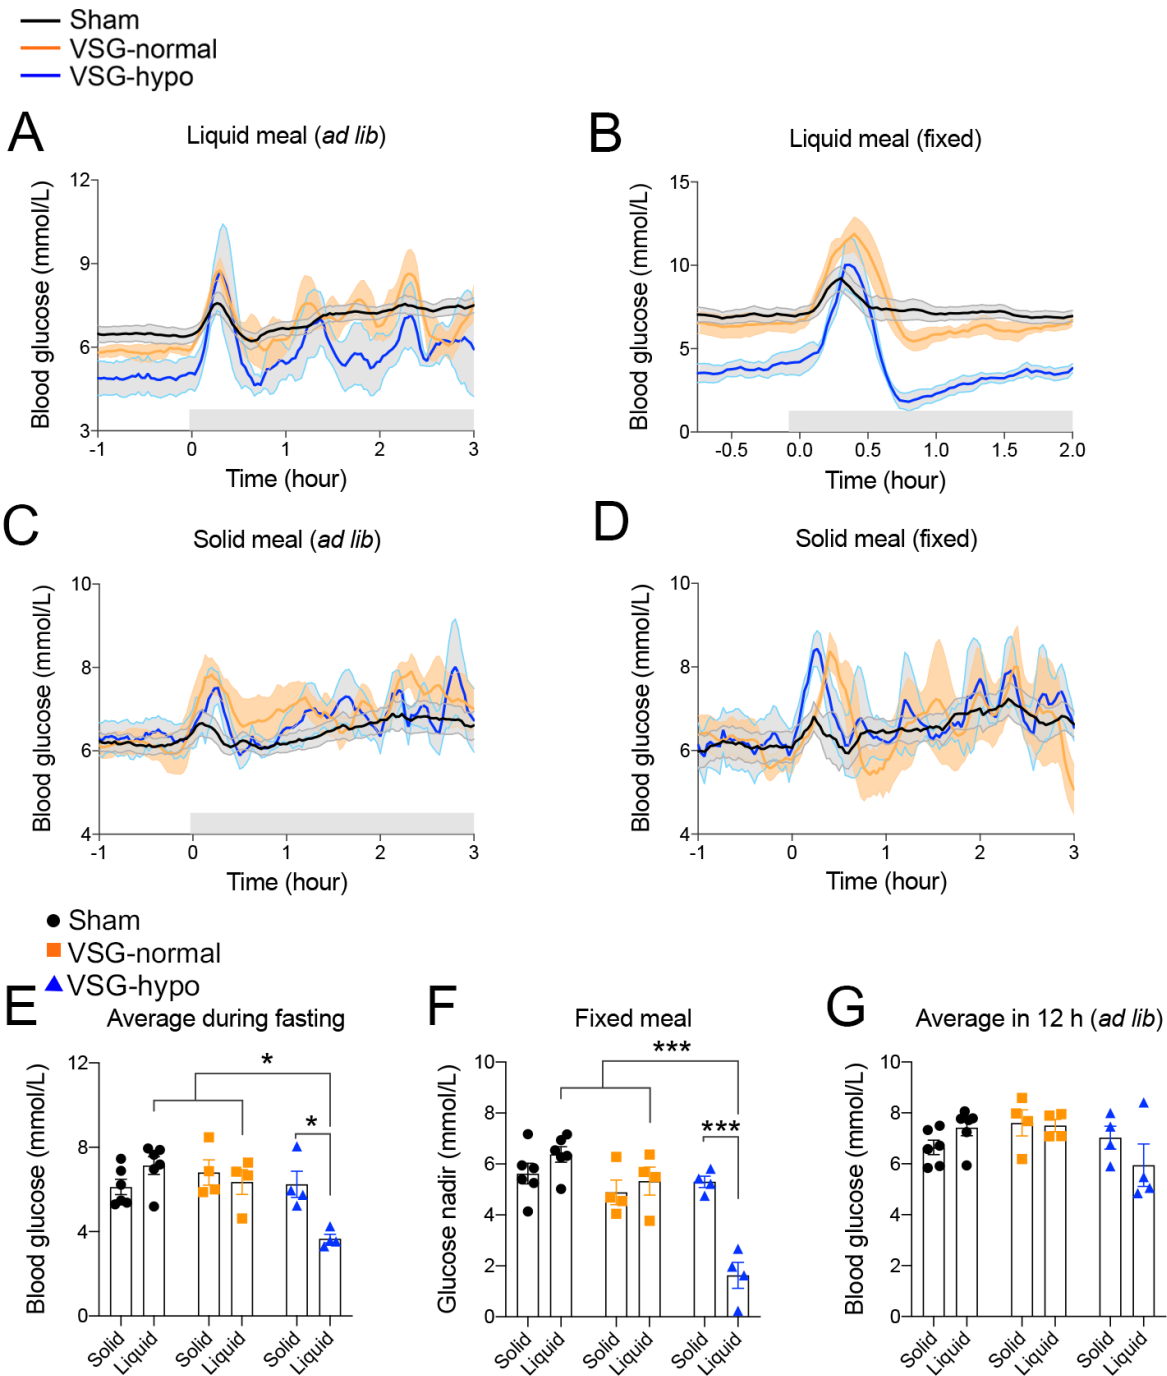 Sham
VSG-normal
VSG-hypo
A
Liquid meal (ad lib)
Blood glucose (mmol/L)
12
9
6
3
-1
0
1
2
3
Time (hour)
B
Liquid meal (fixed)
Blood glucose (mmol/L)
15
10
5
0
-0.5
0.0
0.5
1.0
1.5
2.0
Time (hour)
C
Solid meal (ad lib)
Blood glucose (mmol/L)
10
8
6
4
-1
0
1
2
3
Time (hour)
D
Solid meal (fixed)
Blood glucose (mmol/L)
10
8
6
4
-1
0
1
2
3
Time (hour)
Sham
VSG-normal
VSG-hypo
E
Average during fasting
Blood glucose (mmol/L)
12
8
4
0
*
*
Solid
Liquid
Solid
Liquid
Solid
Liquid
F
Fixed meal
Glucose nadir (mmol/L)
10
8
6
4
2
0
***
***
Solid
Liquid
Solid
Liquid
Solid
Liquid
G
Average in 12 h (ad lib)
Blood glucose (mmol/L)
10
8
6
4
2
0
Solid
Liquid
Solid
Liquid
Solid
Liquid